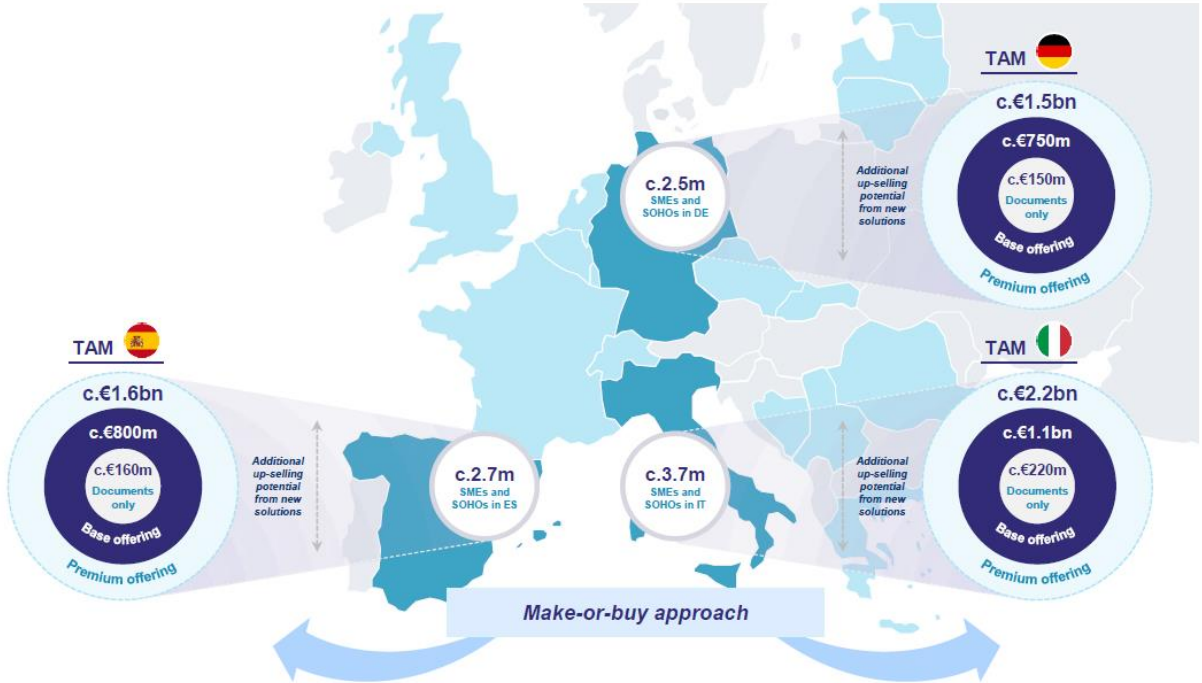 TAM
c.€1.5bn
c.€750m
c.€150m
Documents
only
Base offering
Premium offering
Additional
up-selling
potential
from new
solutions
c.2.5m
SMEs and
SOHOs in DE
TAM
c.€1.6bn
c.€800m
c.€160m
Documents
only
Base offering
Premium offering
Additional
up-selling
potential
from new
solutions
c.2.7m
SMEs and
SOHOs in ES
c.3.7m
SMEs and
SOHOs in IT
Additional
up-selling
potential
from new
solutions
TAM
c.€2.2bn
c.€1.1bn
c.€220m
Documents
only
Base offering
Premium offering
Make-or-buy approach